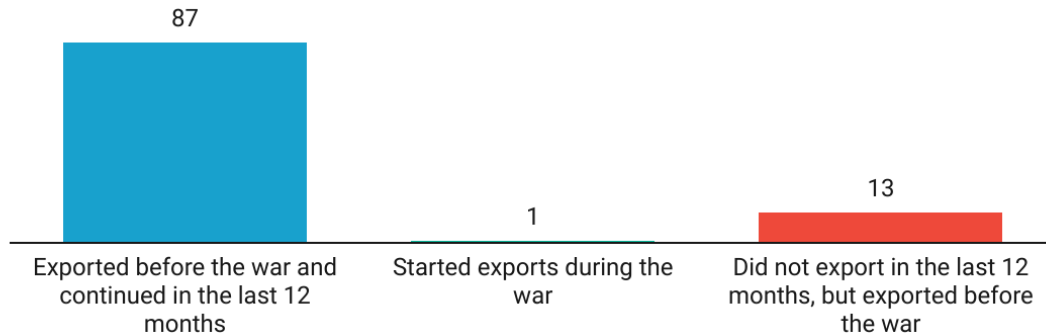 87
1
13
Exported before the war and
continued in the last 12
months
Started exports during the
war
Did not export in the last 12
months, but exported before
the war